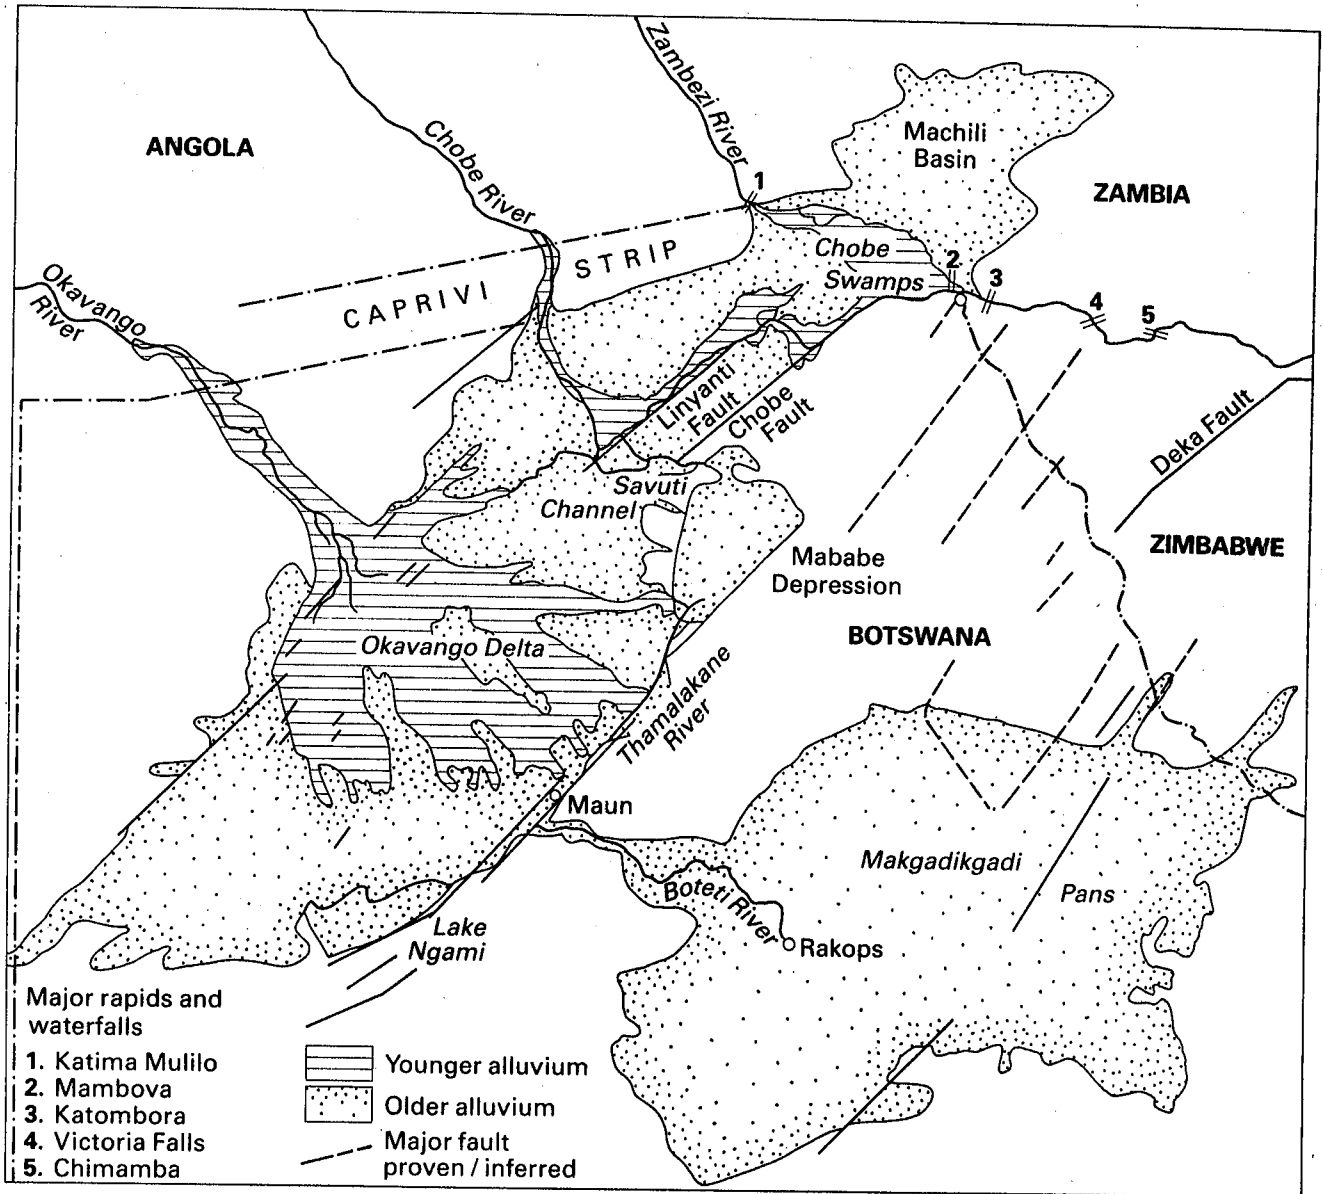 Zambezi River
Machili
Basin
ANGOLA
Chobe River
1
ZAMBIA
CAPRIVI STRIP
Chobe
Swamps
2
3
4
5
Okavango
River
Linyanti
Fault
Chobe
Fault
Deka Fault
Savuti
Channel
Mababe
Depression
ZIMBABWE
BOTSWANA
Okavango Delta
Thamalakane
River
Maun
Makgadikgadi
Pans
Boteti River
Rakops
Lake
Ngami
Major rapids and
waterfalls
1. Katima Mulilo
2. Mambova
3. Katombora
4. Victoria Falls
5. Chimamba
Younger alluvium
Older alluvium
Major fault
proven / inferred